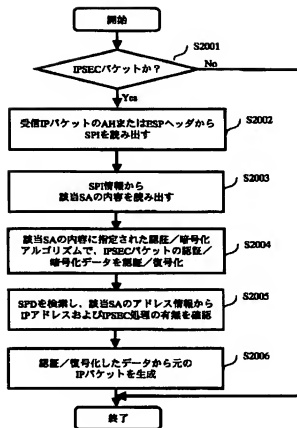 開始
S2001
IPSECパケットか?
No
Yes
受信IPパケットのAHまたはESPヘッダから
SPIを読み出す
S2002
SPI情報から
該当SAの内容を読み出す
S2003
該当SAの内容に指定された認証/暗号化
アルゴリズムで、IPSECパケットの認証/
暗号化データを認証/復号化
S2004
SPDを検索し、該当SAのアドレス情報から
IPアドレスおよびIPSEC処理の有無を確認
S2005
認証/復号化したデータから元の
IPパケットを生成
S2006
終了